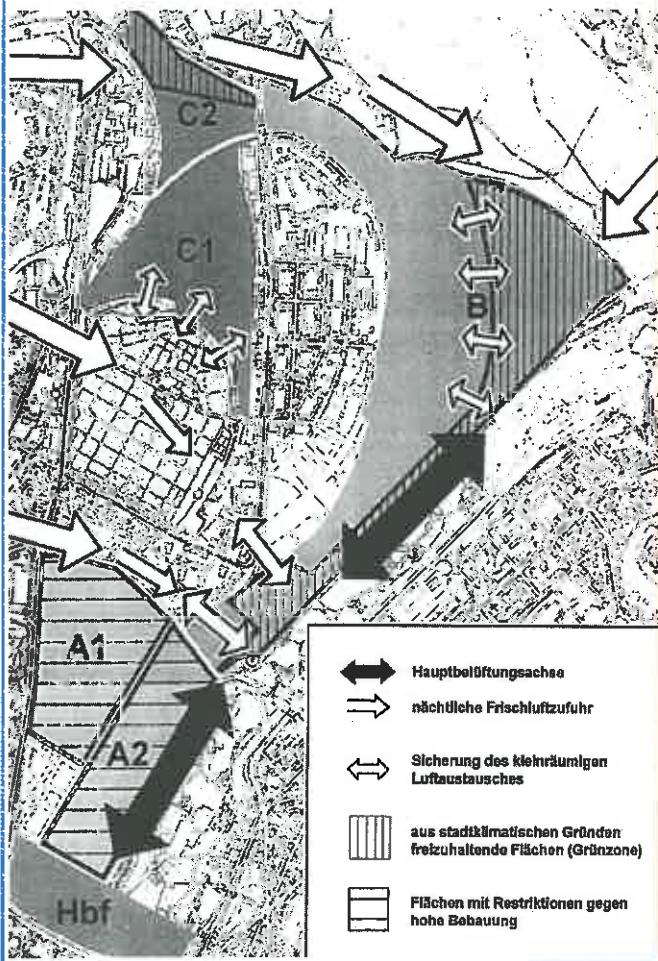 C2
C1
B
A1
A2
Hbf
Hauptbelüftungsachse
nächtliche Frischluftzufuhr
Sicherung des kleinräumigen
Luftaustausches
aus stadtklimatischen Gründen
freizuhaltende Flächen (Grünzone)
Flächen mit Restriktionen gegen
hohe Bebauung